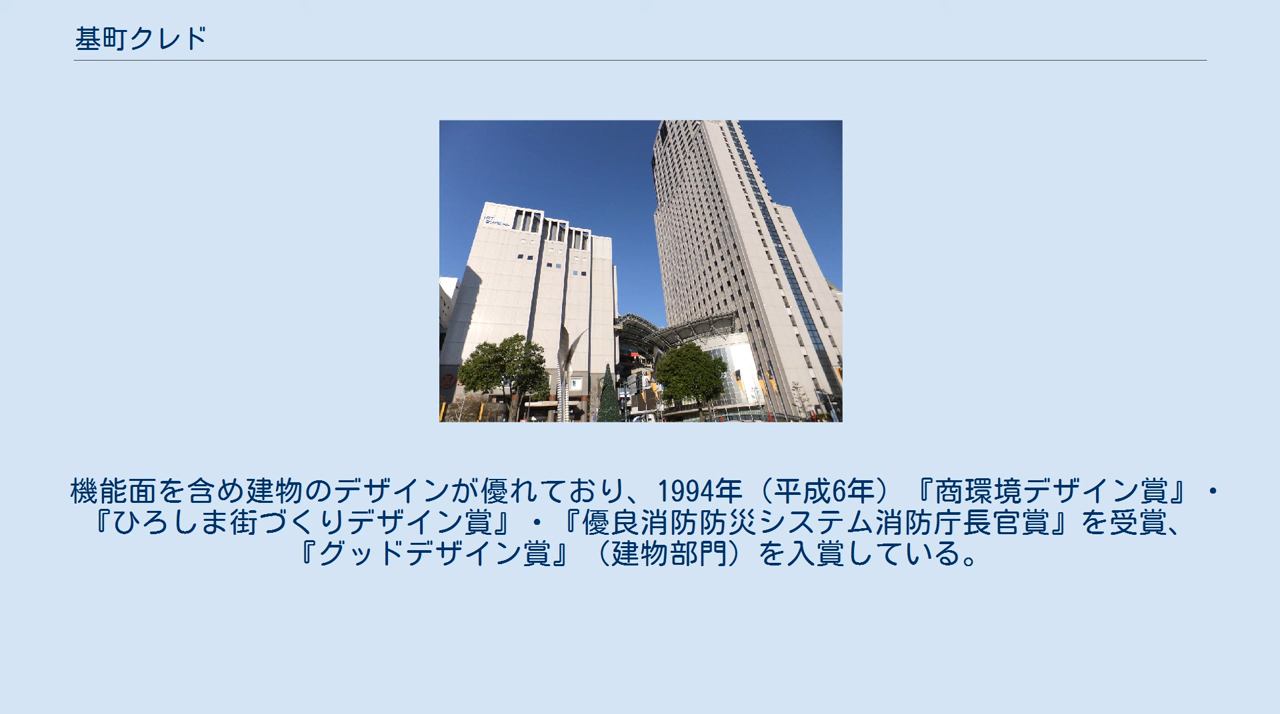 基町クレド
機能面を含め建物のデザインが優れており、1994年（平成6年）『商環境デザイン賞』・
『ひろしま街づくりデザイン賞』・『優良消防防災システム消防庁長官賞』を受賞、
『グッドデザイン賞』（建物部門）を入賞している。